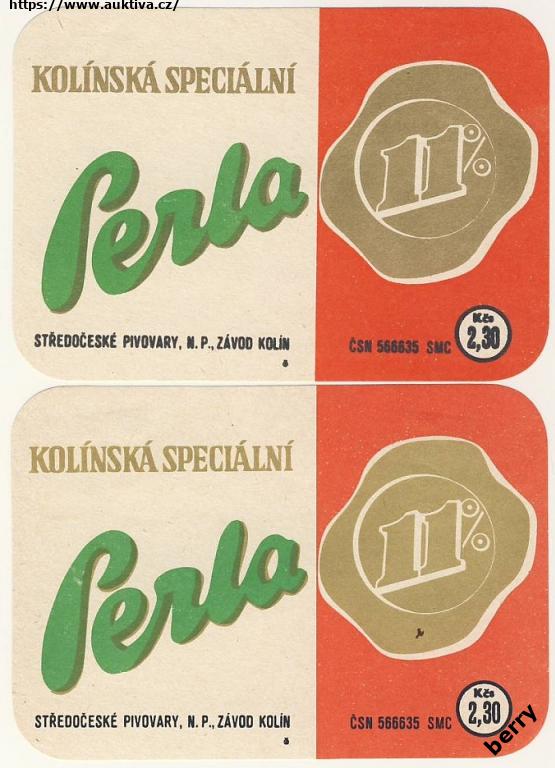 https://www.auktiva.cz/
KOLÍNSKÁ SPECIÁLNÍ
Perla
11%
STŘEDOČESKÉ PIVOVARY, N. P., ZÁVOD KOLÍN
ČSN 566635 SMC
Kčs
2,30
KOLÍNSKÁ SPECIÁLNÍ
Perla
11%
STŘEDOČESKÉ PIVOVARY, N. P., ZÁVOD KOLÍN
ČSN 566635 SMC
Kčs
2,30
berry